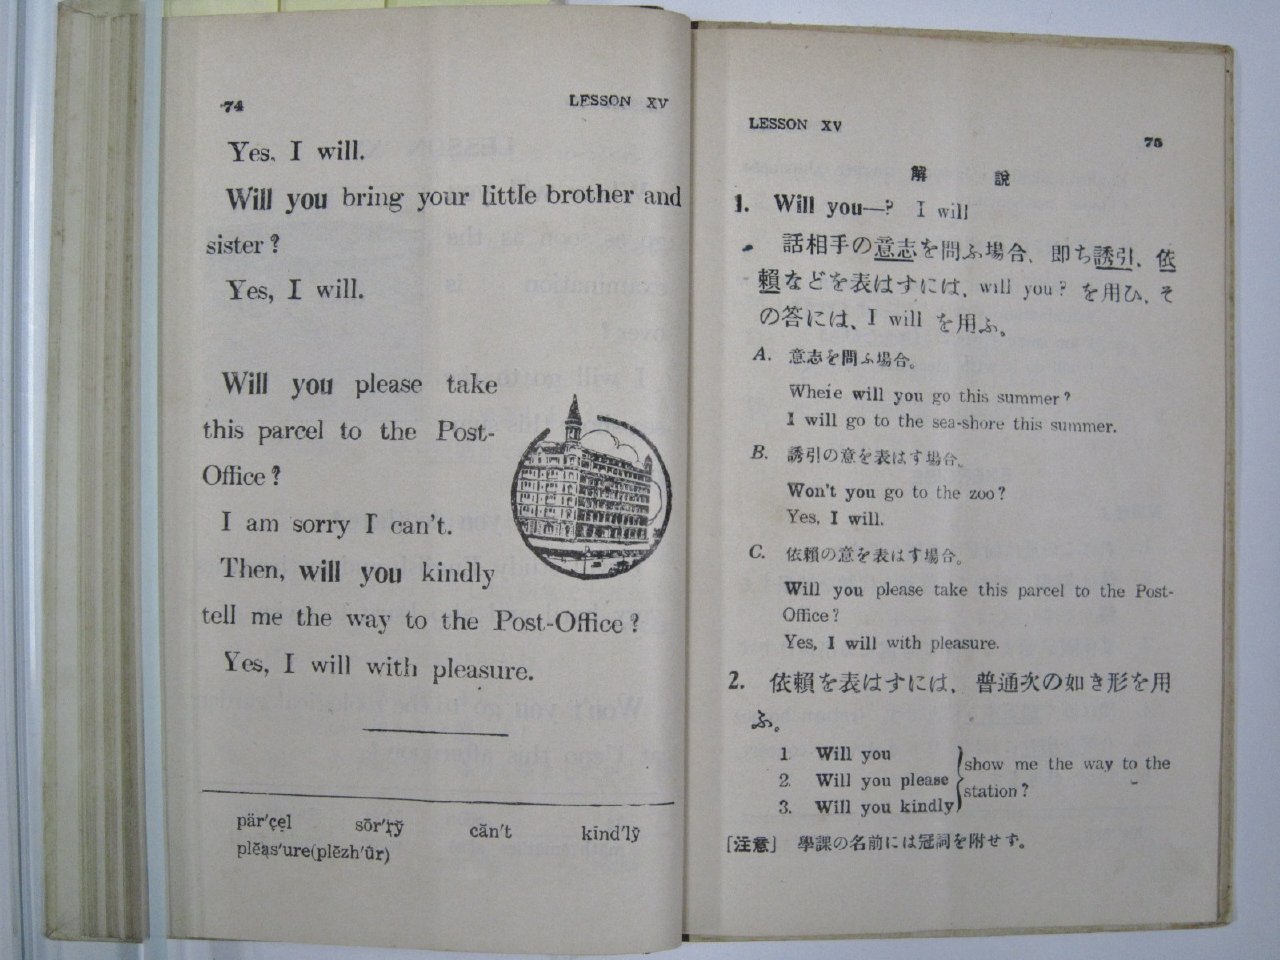 74
LESSON XV
Yes, I will.
Will you bring your little brother and
sister?
Yes, I will.
Will you please take
this parcel to the Post-
Office?
I am sorry I can't.
Then, will you kindly
tell me the way to the Post-Office?
Yes, I will with pleasure.
pär′çe̱l sŏr′ry̆ căn't kīnd′ly̆
plĕas′ure(plĕzh′ûr)
LESSON XV
75
解 說
1. Will you—? I will
話相手の意志を問ふ場合、即ち誘引、依
賴などを表はすには、will you? を用ひ、そ
の答には、I will を用ふ。
A. 意志を問ふ場合。
Where will you go this summer?
I will go to the sea-shore this summer.
B. 誘引の意を表はす場合。
Won't you go to the zoo?
Yes, I will.
C. 依賴の意を表はす場合。
Will you please take this parcel to the Post-
Office?
Yes, I will with pleasure.
2. 依賴を表はすには、普通次の如き形を用
ふ。
1. Will you
2. Will you please
3. Will you kindly
show me the way to the
station?
[注意] 學課の名前には冠詞を附せず。